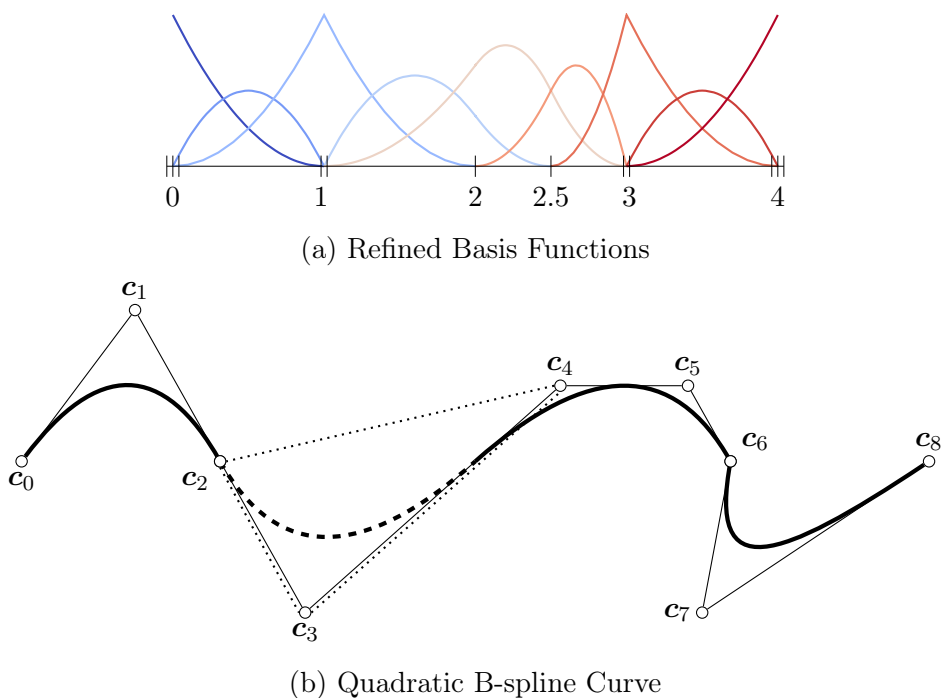 0 1 2 2.5 3 4
(a) Refined Basis Functions
c₁
c₄ c₅
c₀ c₂ c₆ c₈
c₃ c₇
(b) Quadratic B-spline Curve